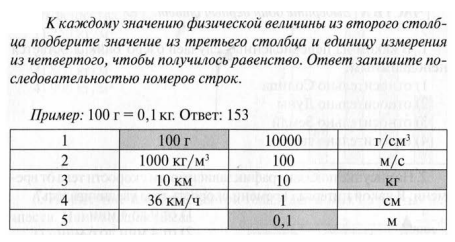 К каждому значению физической величины из второго столб-
ца подберите значение из третьего столбца и единицу измерения
из четвертого, чтобы получилось равенство. Ответ запишите по-
следовательностью номеров строк.
Пример: 100 г = 0,1 кг. Ответ: 153
1 100 г 10000 г/см³
2 1000 кг/м³ 100 м/с
3 10 км 10 кг
4 36 км/ч 1 см
5 0,1 м